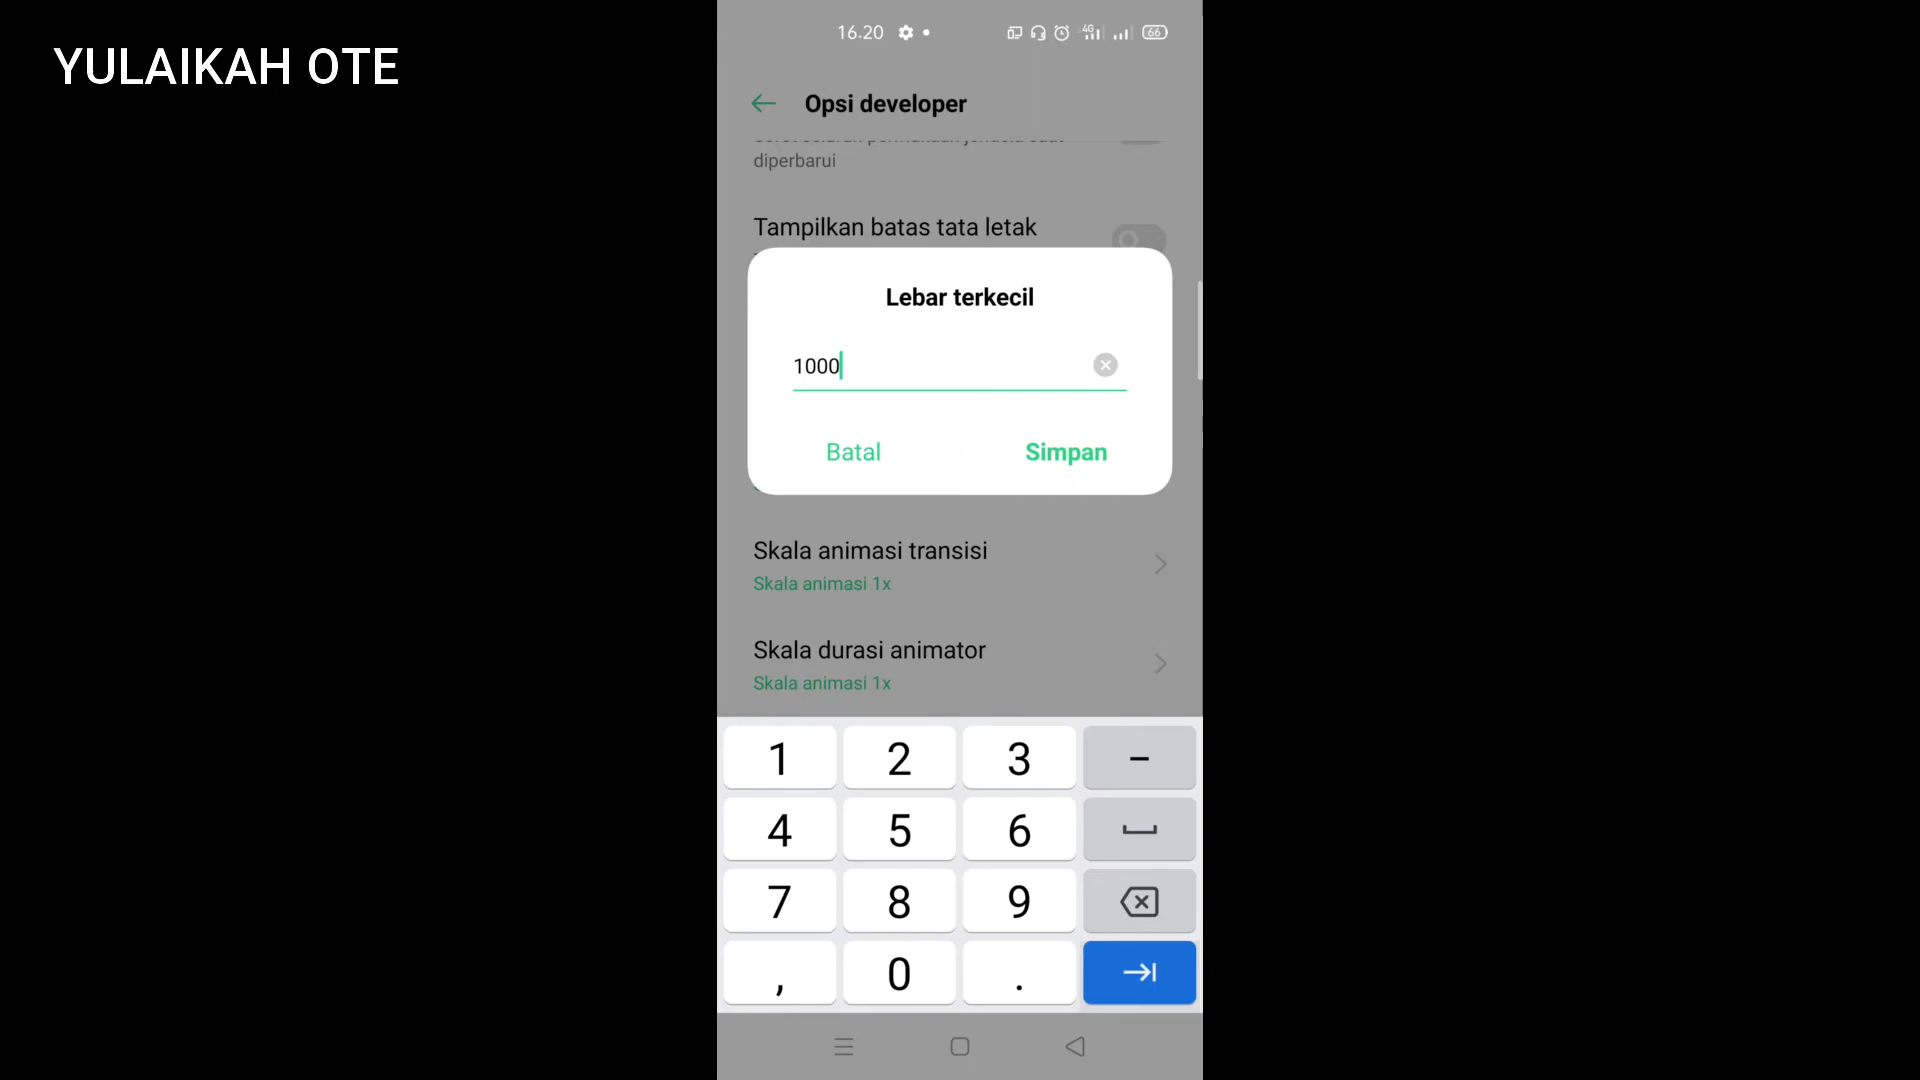 YULAIKAH OTE
16.20
4G
66
Opsi developer
diperbarui
Tampilkan batas tata letak
Lebar terkecil
1000
Batal
Simpan
Skala animasi transisi
Skala animasi 1x
Skala durasi animator
Skala animasi 1x
1 2 3 –
4 5 6
7 8 9
, 0 .